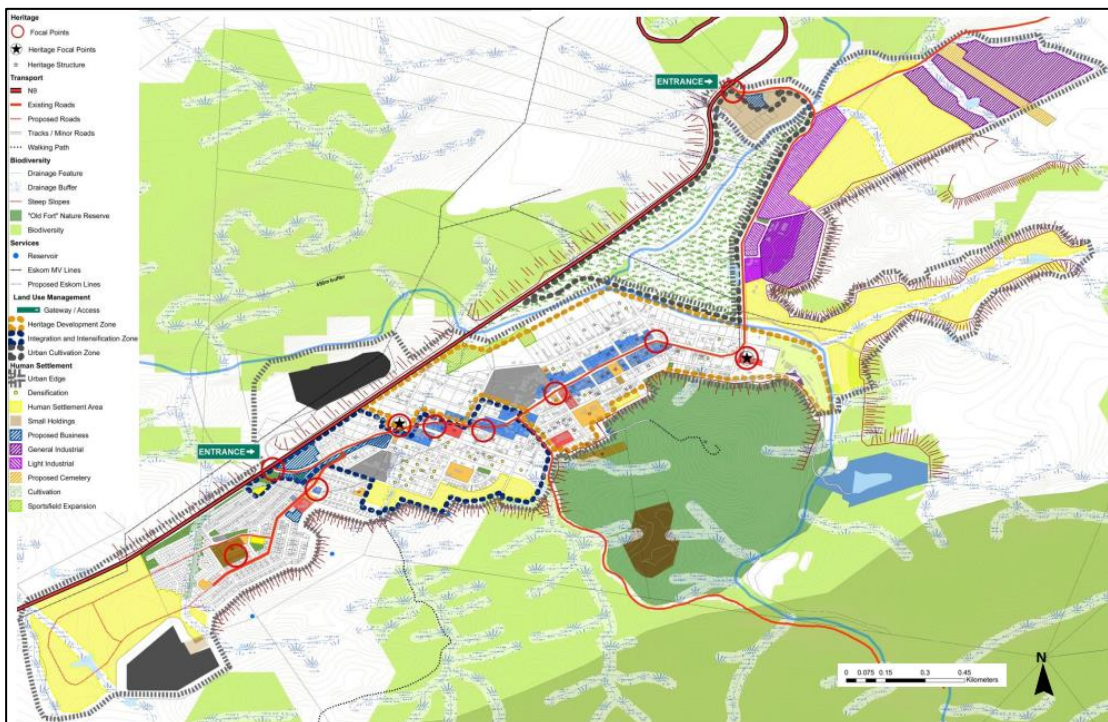 Heritage
Focal Points
Heritage Focal Points
Heritage Structure
Transport
N9
Existing Roads
Proposed Roads
Tracks / Minor Roads
Walking Path
Biodiversity
Drainage Feature
Drainage Buffer
Steep Slopes
"Old Fort" Nature Reserve
Biodiversity
Services
Reservoir
Eskom MV Lines
Proposed Eskom Lines
Land Use Management
Gateway / Access
Heritage Development Zone
Integration and Intensification Zone
Urban Cultivation Zone
Human Settlement
Urban Edge
Densification
Human Settlement Area
Small Holdings
Proposed Business
General Industrial
Light Industrial
Proposed Cemetery
Cultivation
Sportsfield Expansion
ENTRANCE
ENTRANCE
N
0 0.075 0.15 0.3 0.45
Kilometers